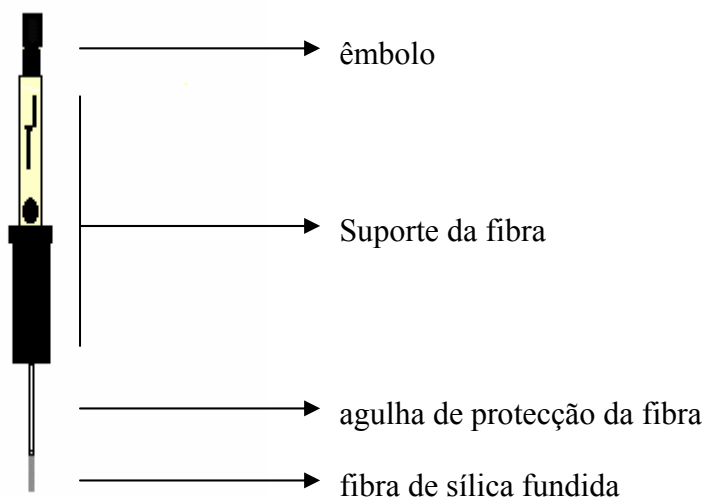 êmbolo
Suporte da fibra
agulha de protecção da fibra
fibra de sílica fundida